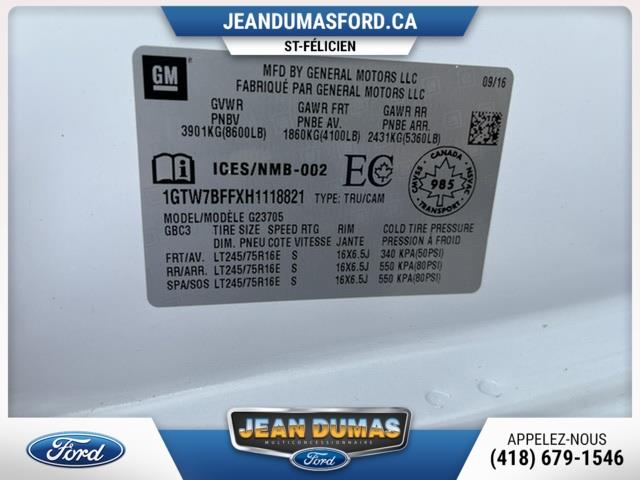 JEANDUMASFORD.CA
ST-FÉLICIEN
GM
MFD BY GENERAL MOTORS LLC
FABRIQUÉ PAR GENERAL MOTORS LLC
09/16
GVWR GAWR FRT GAWR RR
PNBV PNBE AV. PNBE ARR.
3901KG(8600LB) 1860KG(4100LB) 2431KG(5360LB)
ICES/NMB-002
EC
CANADA
SVMAC NSVAC
985
TRANSPORT
1GTW7BFFXH1118821 TYPE: TRU/CAM
MODEL/MODÈLE G23705
GBC3 TIRE SIZE SPEED RTG RIM COLD TIRE PRESSURE
DIM. PNEU COTE VITESSE JANTE PRESSION À FROID
FRT/AV. LT245/75R16E S 16X6.5J 340 KPA(50PSI)
RR/ARR. LT245/75R16E S 16X6.5J 550 KPA(80PSI)
SPA/SOS LT245/75R16E S 16X6.5J 550 KPA(80PSI)
Ford
JEAN DUMAS
MULTICONCESSIONNAIRE
Ford
APPELEZ-NOUS
(418) 679-1546